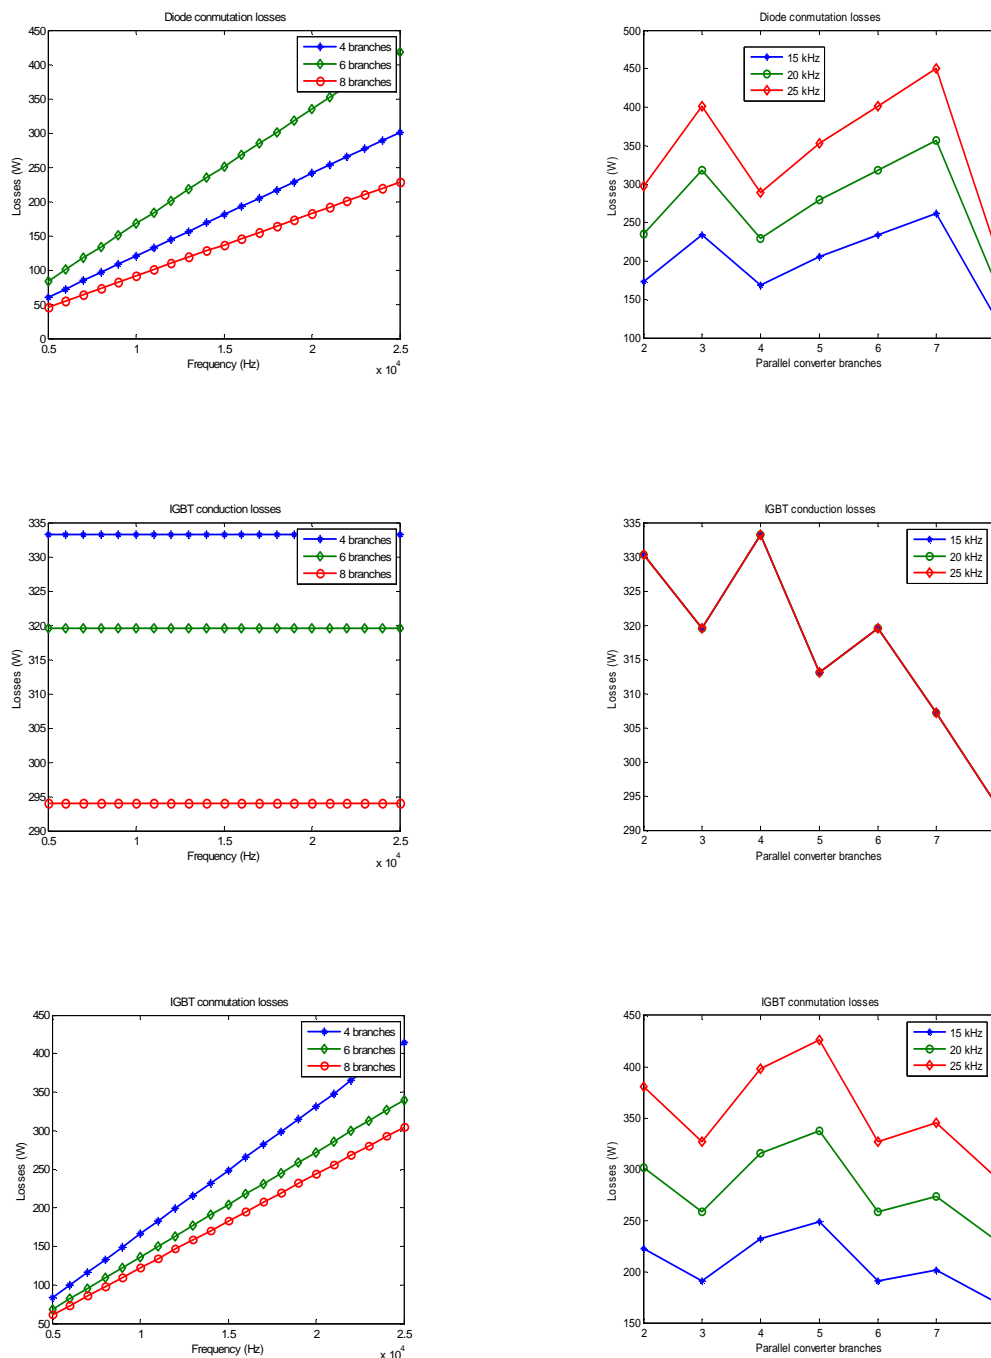 Diode conmutation losses
450
400
350
300
250
200
150
100
50
0
Losses (W)
4 branches
6 branches
8 branches
0.5
1
1.5
2
2.5
Frequency (Hz)
x 10^4
Diode conmutation losses
500
450
400
350
300
250
200
150
100
Losses (W)
15 kHz
20 kHz
25 kHz
2
3
4
5
6
7
Parallel converter branches
IGBT conduction losses
335
330
325
320
315
310
305
300
295
290
Losses (W)
4 branches
6 branches
8 branches
0.5
1
1.5
2
2.5
Frequency (Hz)
x 10^4
IGBT conduction losses
335
330
325
320
315
310
305
300
295
290
Losses (W)
15 kHz
20 kHz
25 kHz
2
3
4
5
6
7
Parallel converter branches
IGBT conmutation losses
450
400
350
300
250
200
150
100
50
Losses (W)
4 branches
6 branches
8 branches
0.5
1
1.5
2
2.5
Frequency (Hz)
x 10^4
IGBT conmutation losses
450
400
350
300
250
200
150
Losses (W)
15 kHz
20 kHz
25 kHz
2
3
4
5
6
7
Parallel converter branches